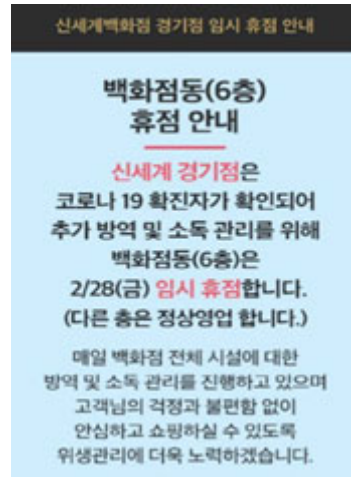 신세계백화점 경기점 임시 휴점 안내
백화점동(6층)
휴점 안내
신세계 경기점은
코로나 19 확진자가 확인되어
추가 방역 및 소독 관리를 위해
백화점동(6층)은
2/28(금) 임시 휴점합니다.
(다른 층은 정상영업 합니다.)
매일 백화점 전체 시설에 대한
방역 및 소독 관리를 진행하고 있으며
고객님의 걱정과 불편함 없이
안심하고 쇼핑하실 수 있도록
위생관리에 더욱 노력하겠습니다.